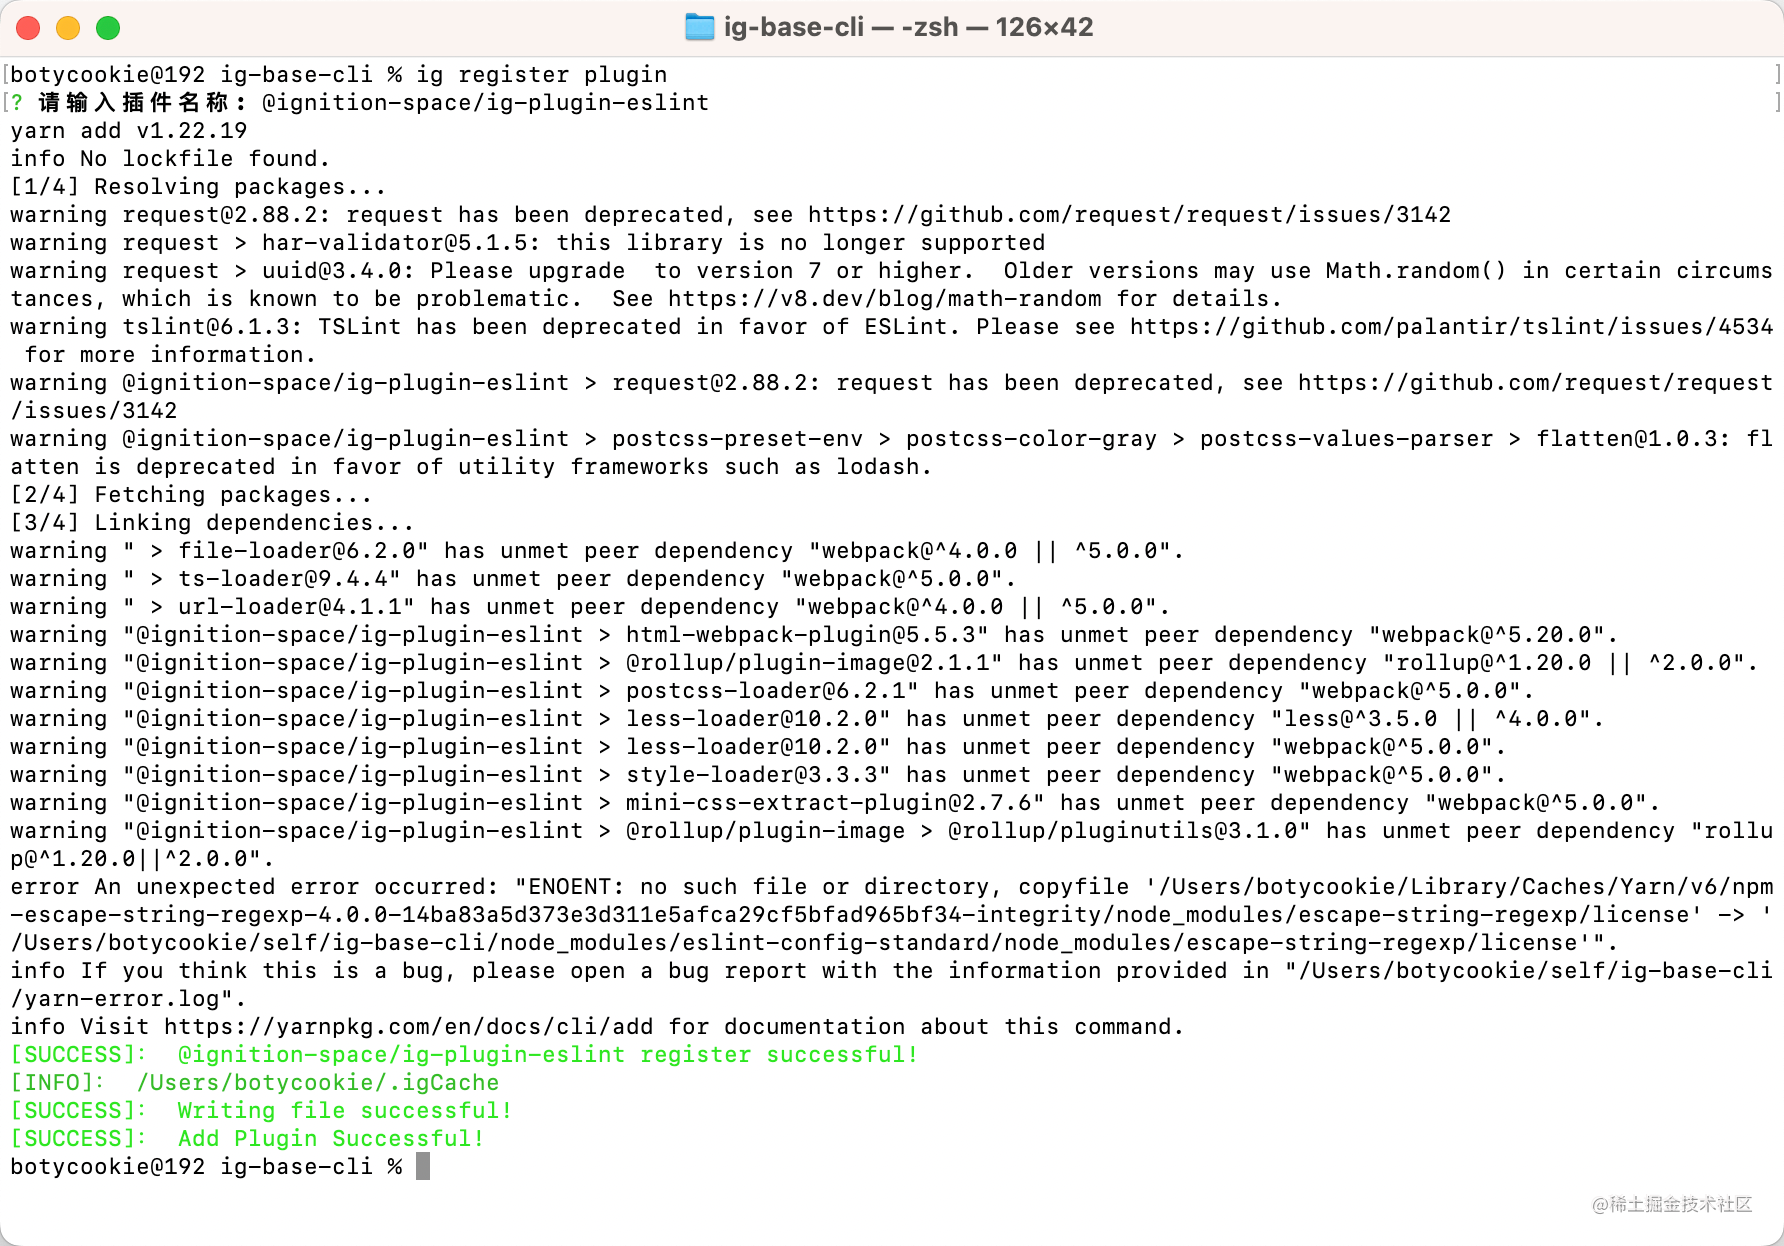 ig-base-cli — -zsh — 126×42
[botycookie@192 ig-base-cli % ig register plugin ]
[? 请输入插件名称: @ignition-space/ig-plugin-eslint ]
yarn add v1.22.19
info No lockfile found.
[1/4] Resolving packages...
warning request@2.88.2: request has been deprecated, see https://github.com/request/request/issues/3142
warning request > har-validator@5.1.5: this library is no longer supported
warning request > uuid@3.4.0: Please upgrade  to version 7 or higher.  Older versions may use Math.random() in certain circums
tances, which is known to be problematic.  See https://v8.dev/blog/math-random for details.
warning tslint@6.1.3: TSLint has been deprecated in favor of ESLint. Please see https://github.com/palantir/tslint/issues/4534
 for more information.
warning @ignition-space/ig-plugin-eslint > request@2.88.2: request has been deprecated, see https://github.com/request/request
/issues/3142
warning @ignition-space/ig-plugin-eslint > postcss-preset-env > postcss-color-gray > postcss-values-parser > flatten@1.0.3: fl
atten is deprecated in favor of utility frameworks such as lodash.
[2/4] Fetching packages...
[3/4] Linking dependencies...
warning " > file-loader@6.2.0" has unmet peer dependency "webpack@^4.0.0 || ^5.0.0".
warning " > ts-loader@9.4.4" has unmet peer dependency "webpack@^5.0.0".
warning " > url-loader@4.1.1" has unmet peer dependency "webpack@^4.0.0 || ^5.0.0".
warning "@ignition-space/ig-plugin-eslint > html-webpack-plugin@5.5.3" has unmet peer dependency "webpack@^5.20.0".
warning "@ignition-space/ig-plugin-eslint > @rollup/plugin-image@2.1.1" has unmet peer dependency "rollup@^1.20.0 || ^2.0.0".
warning "@ignition-space/ig-plugin-eslint > postcss-loader@6.2.1" has unmet peer dependency "webpack@^5.0.0".
warning "@ignition-space/ig-plugin-eslint > less-loader@10.2.0" has unmet peer dependency "less@^3.5.0 || ^4.0.0".
warning "@ignition-space/ig-plugin-eslint > less-loader@10.2.0" has unmet peer dependency "webpack@^5.0.0".
warning "@ignition-space/ig-plugin-eslint > style-loader@3.3.3" has unmet peer dependency "webpack@^5.0.0".
warning "@ignition-space/ig-plugin-eslint > mini-css-extract-plugin@2.7.6" has unmet peer dependency "webpack@^5.0.0".
warning "@ignition-space/ig-plugin-eslint > @rollup/plugin-image > @rollup/pluginutils@3.1.0" has unmet peer dependency "rollu
p@^1.20.0||^2.0.0".
error An unexpected error occurred: "ENOENT: no such file or directory, copyfile '/Users/botycookie/Library/Caches/Yarn/v6/npm
-escape-string-regexp-4.0.0-14ba83a5d373e3d311e5afca29cf5bfad965bf34-integrity/node_modules/escape-string-regexp/license' -> '
/Users/botycookie/self/ig-base-cli/node_modules/eslint-config-standard/node_modules/escape-string-regexp/license'".
info If you think this is a bug, please open a bug report with the information provided in "/Users/botycookie/self/ig-base-cli
/yarn-error.log".
info Visit https://yarnpkg.com/en/docs/cli/add for documentation about this command.
[SUCCESS]:  @ignition-space/ig-plugin-eslint register successful!
[INFO]:  /Users/botycookie/.igCache
[SUCCESS]:  Writing file successful!
[SUCCESS]:  Add Plugin Successful!
botycookie@192 ig-base-cli %
@稀土掘金技术社区